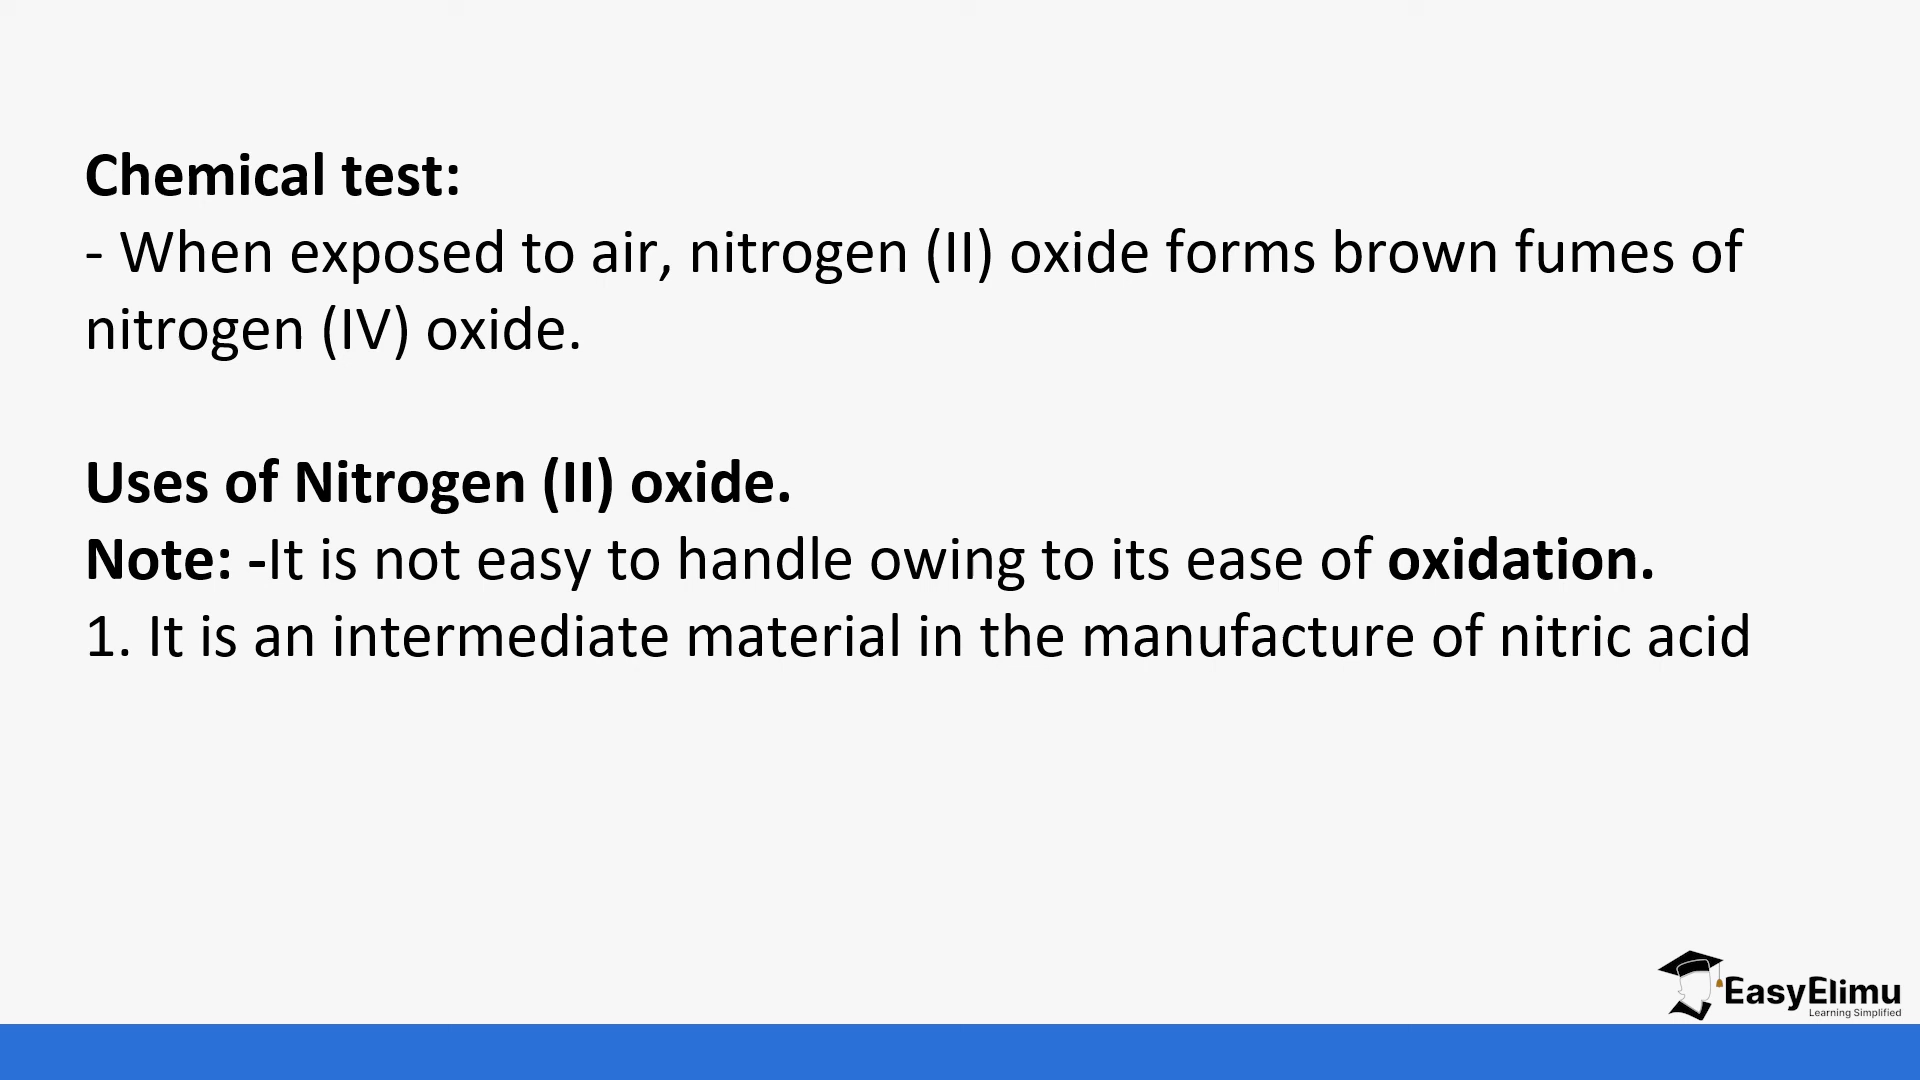 Chemical test:
- When exposed to air, nitrogen (II) oxide forms brown fumes of
nitrogen (IV) oxide.
Uses of Nitrogen (II) oxide.
Note: -It is not easy to handle owing to its ease of oxidation.
1. It is an intermediate material in the manufacture of nitric acid
EasyElimu
Learning Simplified